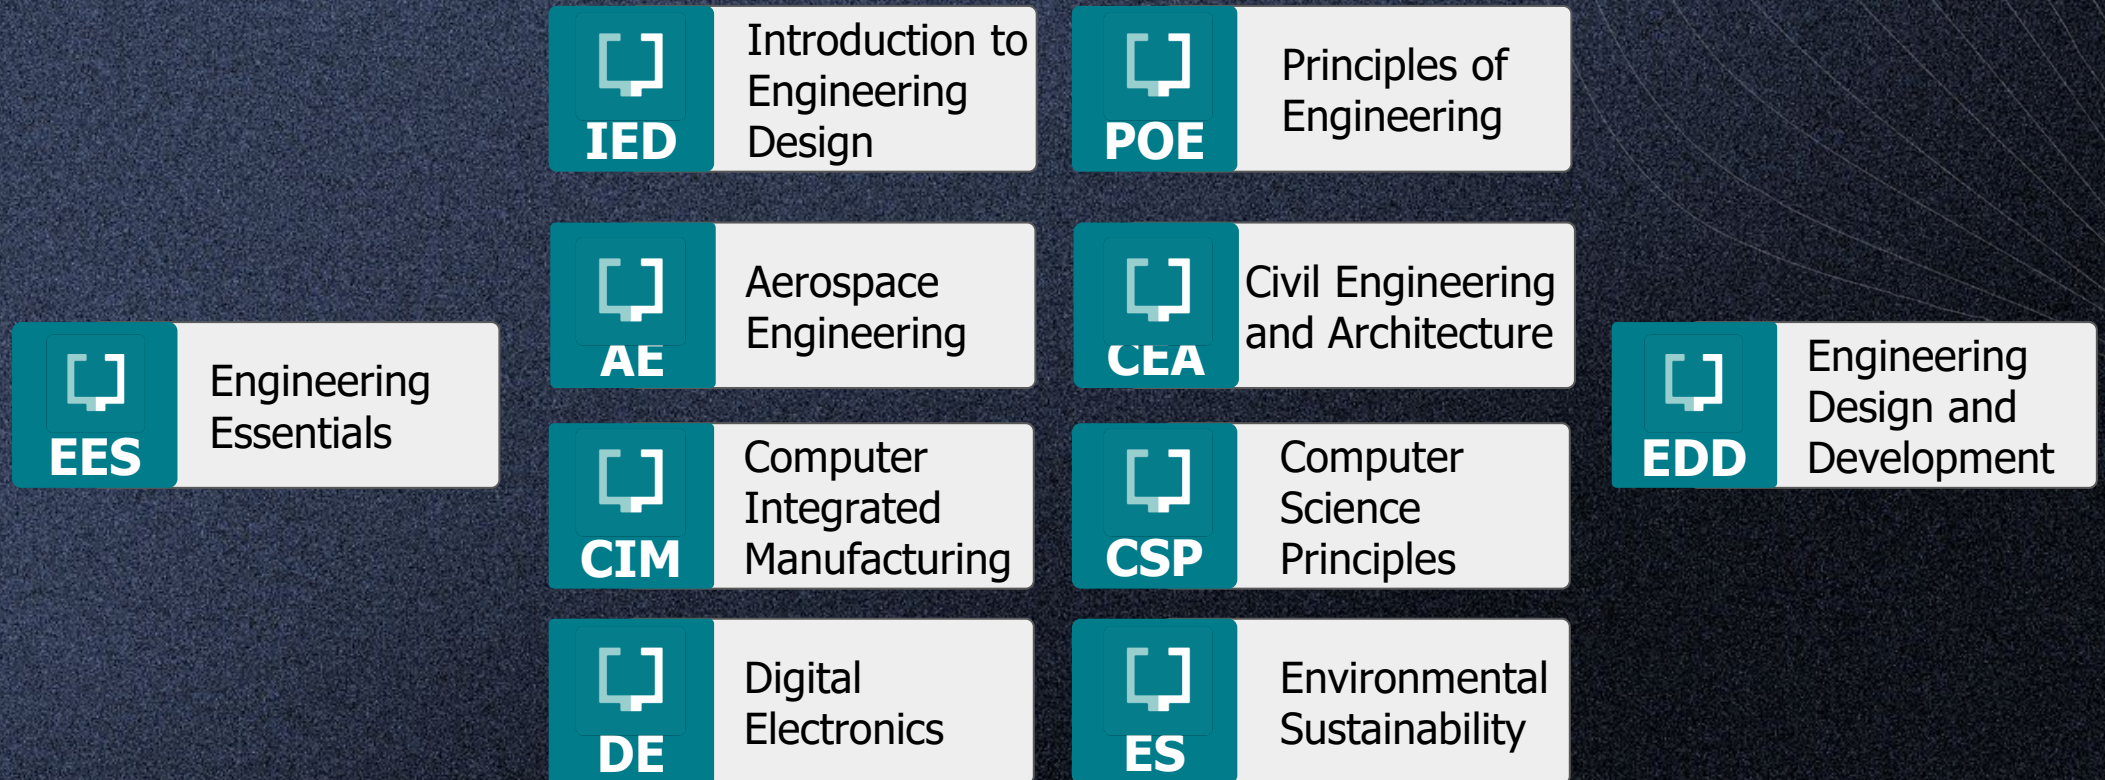 EES
Engineering
Essentials
IED
Introduction to
Engineering
Design
POE
Principles of
Engineering
AE
Aerospace
Engineering
CEA
Civil Engineering
and Architecture
CIM
Computer
Integrated
Manufacturing
CSP
Computer
Science
Principles
DE
Digital
Electronics
ES
Environmental
Sustainability
EDD
Engineering
Design and
Development